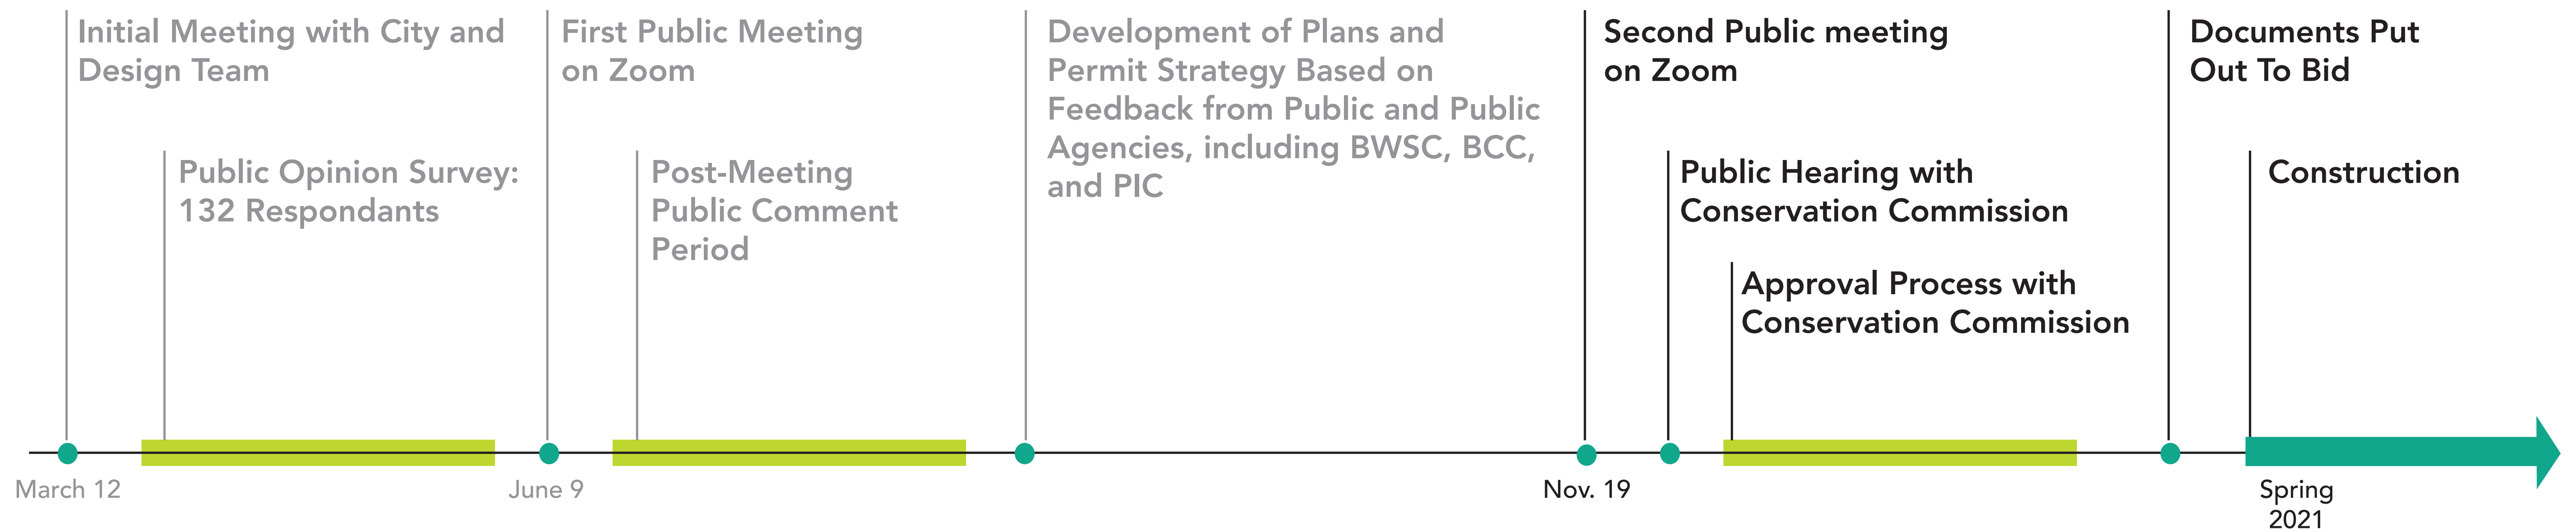 Initial Meeting with City and
Design Team
Public Opinion Survey:
132 Respondants
First Public Meeting
on Zoom
Post-Meeting
Public Comment
Period
Development of Plans and
Permit Strategy Based on
Feedback from Public and Public
Agencies, including BWSC, BCC,
and PIC
Second Public meeting
on Zoom
Public Hearing with
Conservation Commission
Approval Process with
Conservation Commission
Documents Put
Out To Bid
Construction
March 12
June 9
Nov. 19
Spring
2021